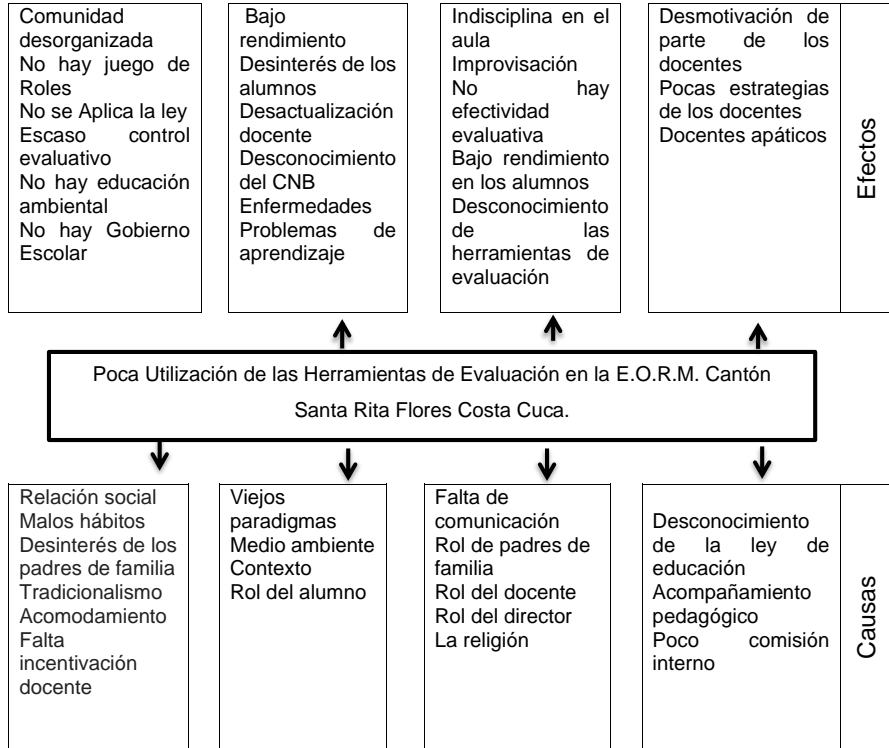 Comunidad
desorganizada
No hay juego de
Roles
No se Aplica la ley
Escaso control
evaluativo
No hay educación
ambiental
No hay Gobierno
Escolar
Bajo
rendimiento
Desinterés de los
alumnos
Desactualización
docente
Desconocimiento
del CNB
Enfermedades
Problemas de
aprendizaje
Indisciplina en el
aula
Improvisación
No hay
efectividad
evaluativa
Bajo rendimiento
en los alumnos
Desconocimiento
de las
herramientas de
evaluación
Desmotivación de
parte de los
docentes
Pocas estrategias
de los docentes
Docentes apáticos
Efectos
Poca Utilización de las Herramientas de Evaluación en la E.O.R.M. Cantón
Santa Rita Flores Costa Cuca.
Relación social
Malos hábitos
Desinterés de los
padres de familia
Tradicionalismo
Acomodamiento
Falta
incentivación
docente
Viejos
paradigmas
Medio ambiente
Contexto
Rol del alumno
Falta de
comunicación
Rol de padres de
familia
Rol del docente
Rol del director
La religión
Desconocimiento
de la ley de
educación
Acompañamiento
pedagógico
Poco comisión
interno
Causas